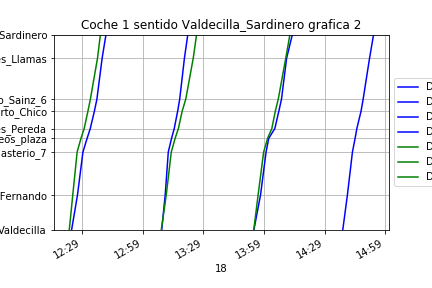 Coche 1 sentido Valdecilla_Sardinero grafica 2
Sardinero
s_Llamas
o_Sainz_6
rto_Chico
es_Pereda
eos_plaza
asterio_7
Fernando
Valdecilla
12:29 12:59 13:29 13:59 14:29 14:59
18
D
D
D
D
D
D